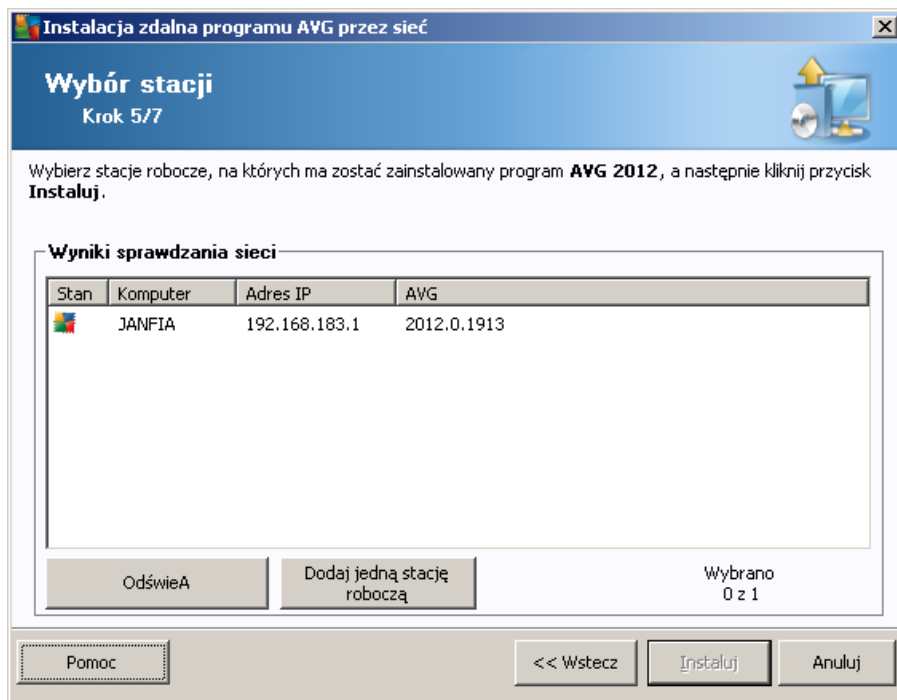 Instalacja zdalna programu AVG przez sieć
Wybór stacji
Krok 5/7
Wybierz stacje robocze, na których ma zostać zainstalowany program AVG 2012, a następnie kliknij przycisk
Instaluj.
Wyniki sprawdzania sieci
Stan Komputer Adres IP AVG
JANFIA 192.168.183.1 2012.0.1913
OdświeA
Dodaj jedną stację
roboczą
Wybrano
0 z 1
Pomoc << Wstecz Instaluj Anuluj